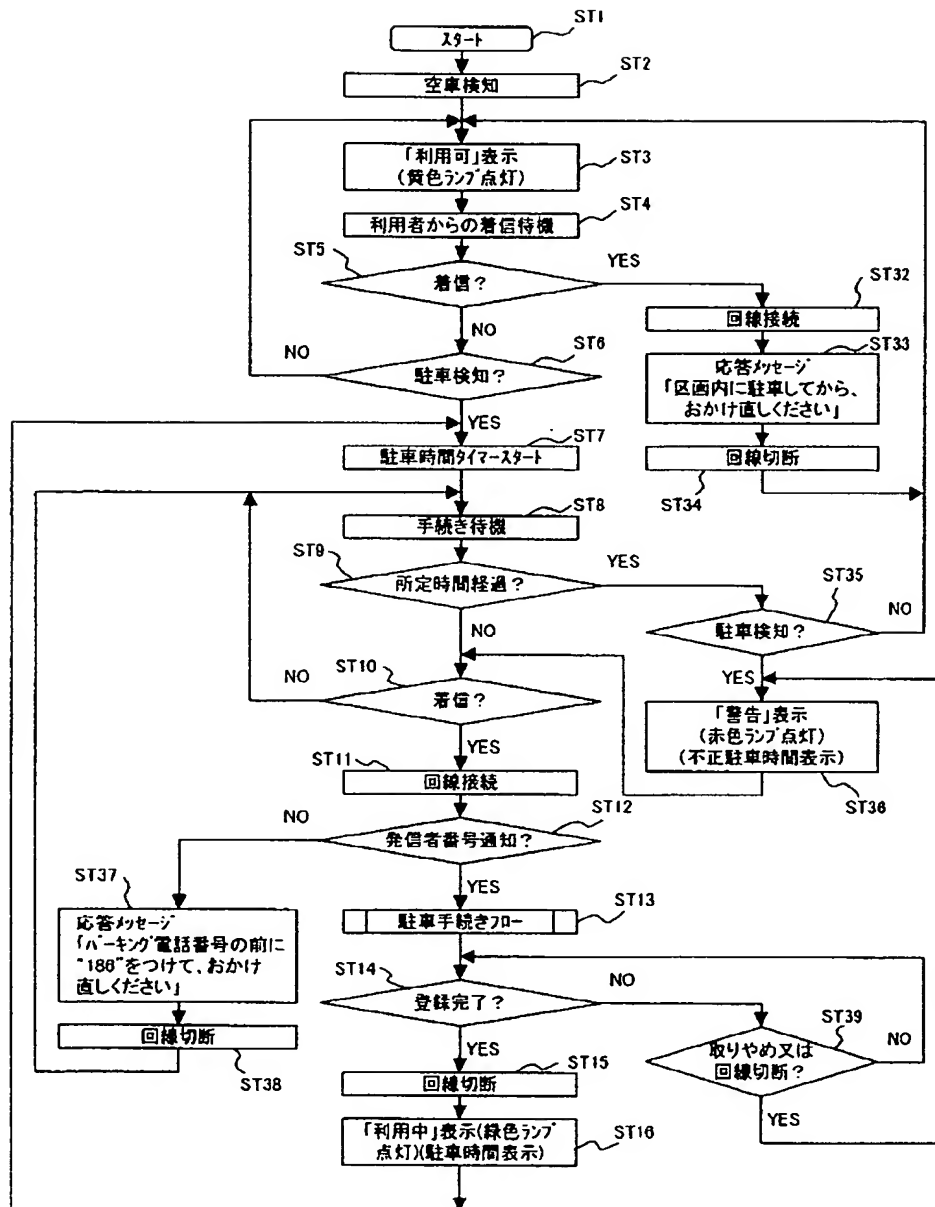 ST1
スタート
ST2
空車検知
ST3
「利用可」表示
(黄色ランプ点灯)
ST4
利用者からの着信待機
ST5
着信?
YES
NO
ST32
回線接続
ST33
応答メッセージ
「区画内に駐車してから、
おかけ直しください」
回線切断
ST34
ST6
駐車検知?
NO
YES
ST7
駐車時間タイマースタート
ST8
手続き待機
ST9
所定時間経過?
YES
NO
ST35
駐車検知?
NO
YES
「警告」表示
(赤色ランプ点灯)
(不正駐車時間表示)
ST36
ST10
着信?
NO
YES
ST11
回線接続
ST12
発信者番号通知?
NO
YES
ST37
応答メッセージ
「パーキング電話番号の前に
"186"をつけて、おかけ
直しください」
回線切断
ST38
駐車手続きフロー
ST13
ST14
登録完了?
NO
YES
ST39
取りやめ又は
回線切断?
NO
YES
ST15
回線切断
「利用中」表示(緑色ランプ
点灯)(駐車時間表示)
ST16